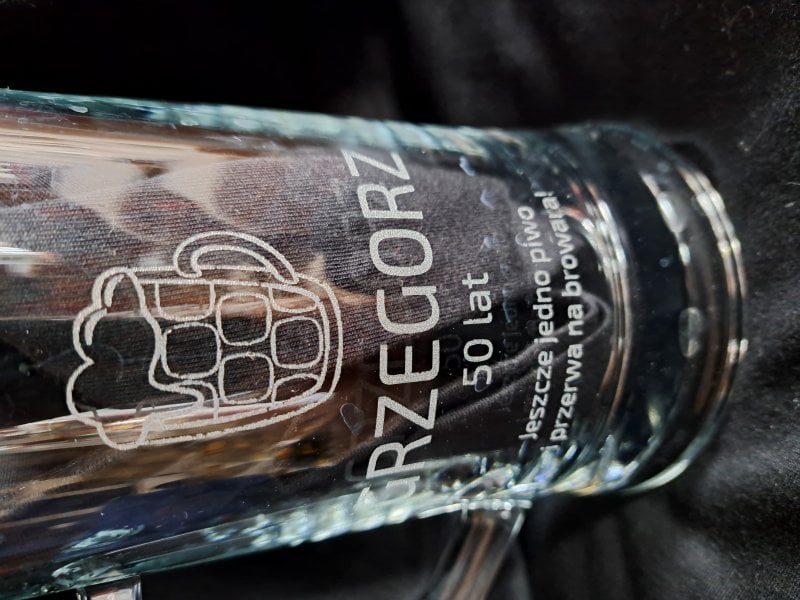 GRZEGORZ
50 lat
Jeszcze jedno piwo
i przerwa na browara!